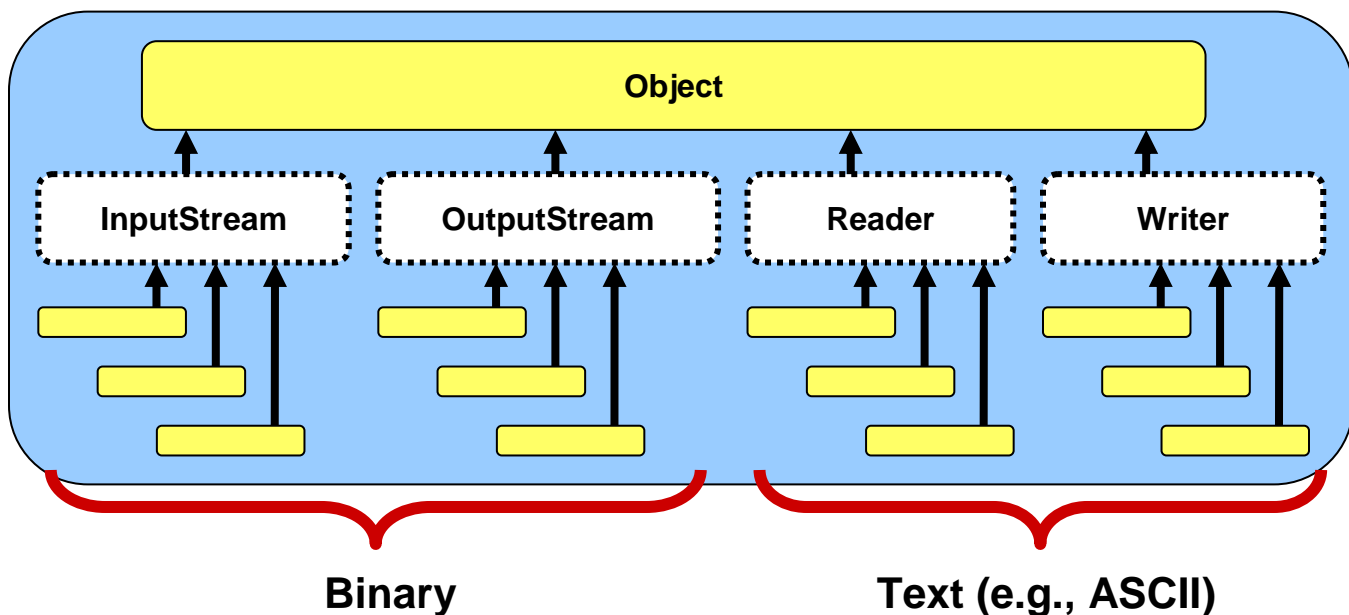 Object
InputStream
OutputStream
Reader
Writer
Binary
Text (e.g., ASCII)